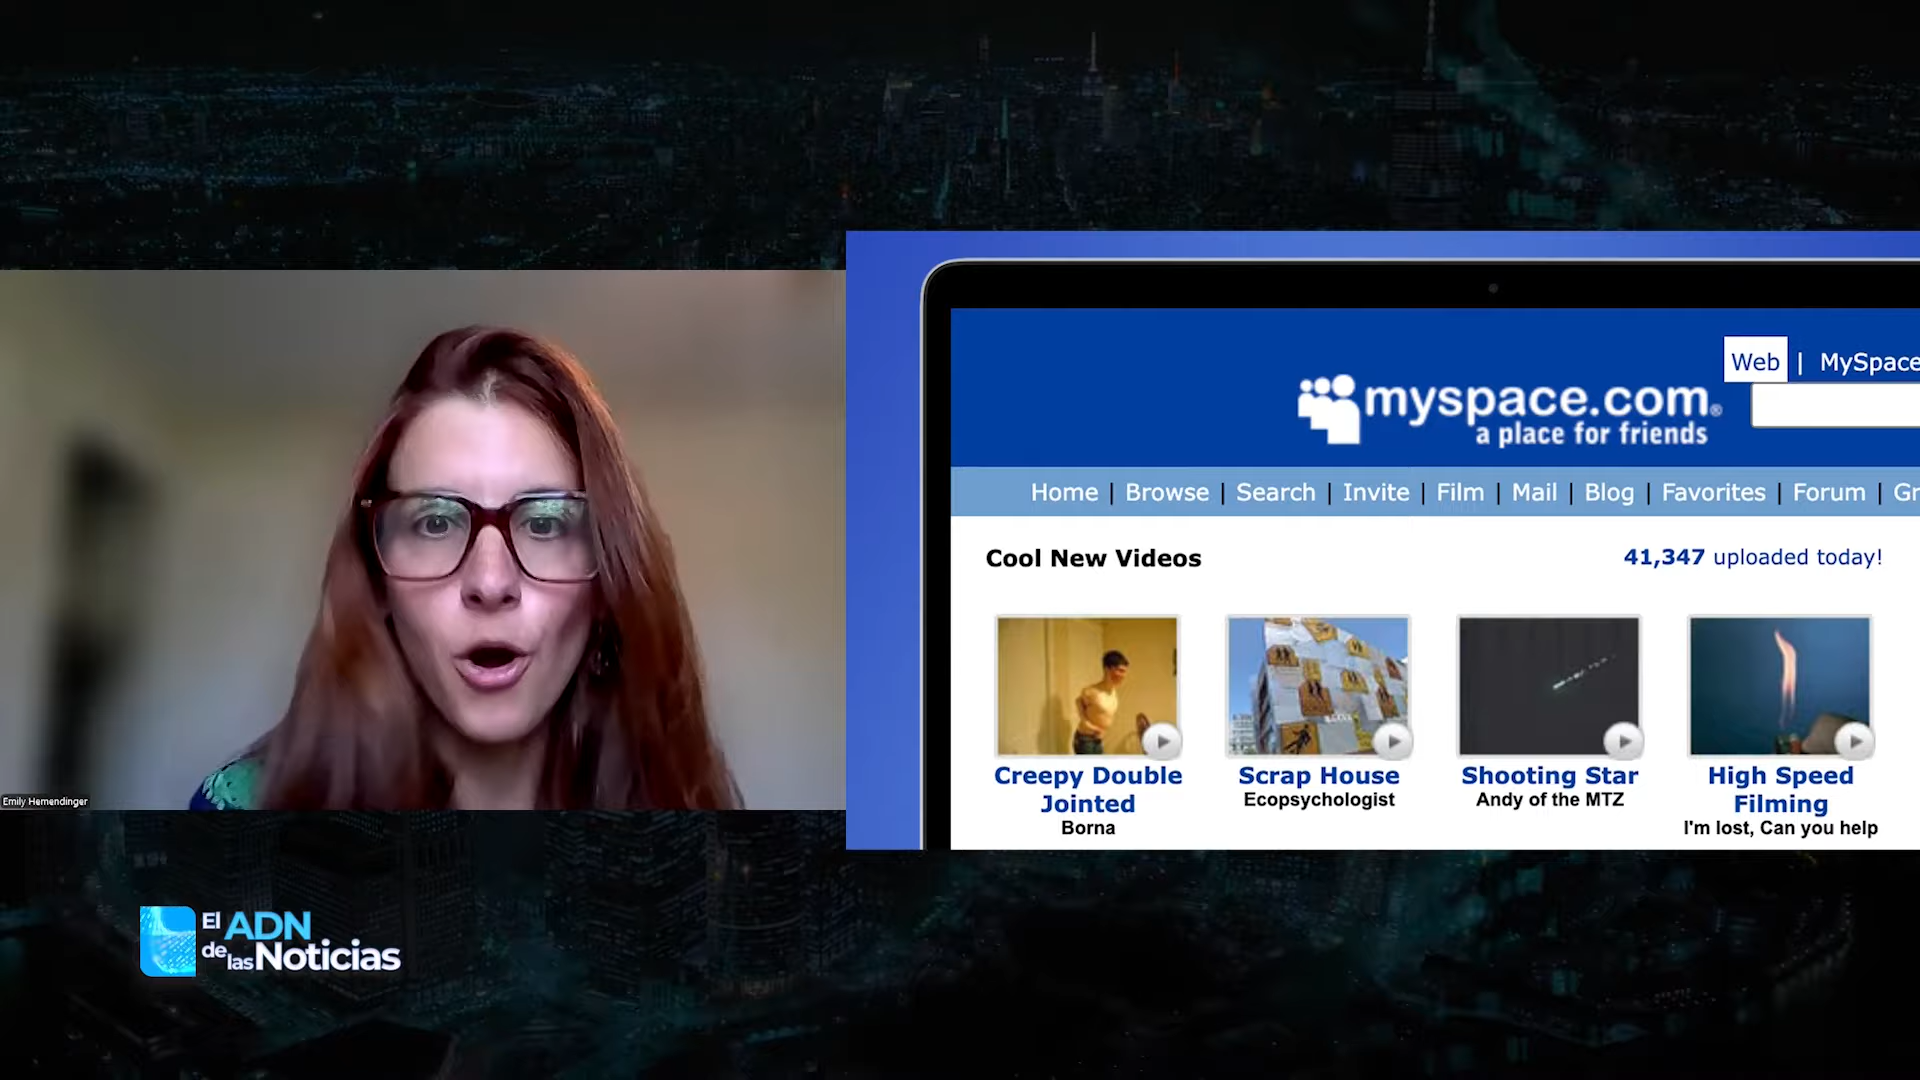 Web | MySpace
myspace.com®
a place for friends
Home | Browse | Search | Invite | Film | Mail | Blog | Favorites | Forum | Gr
Cool New Videos
41,347 uploaded today!
Creepy Double
Jointed
Borna
Scrap House
Ecopsychologist
Shooting Star
Andy of the MTZ
High Speed
Filming
I'm lost, Can you help
Emily Hemendinger
El ADN
de las Noticias